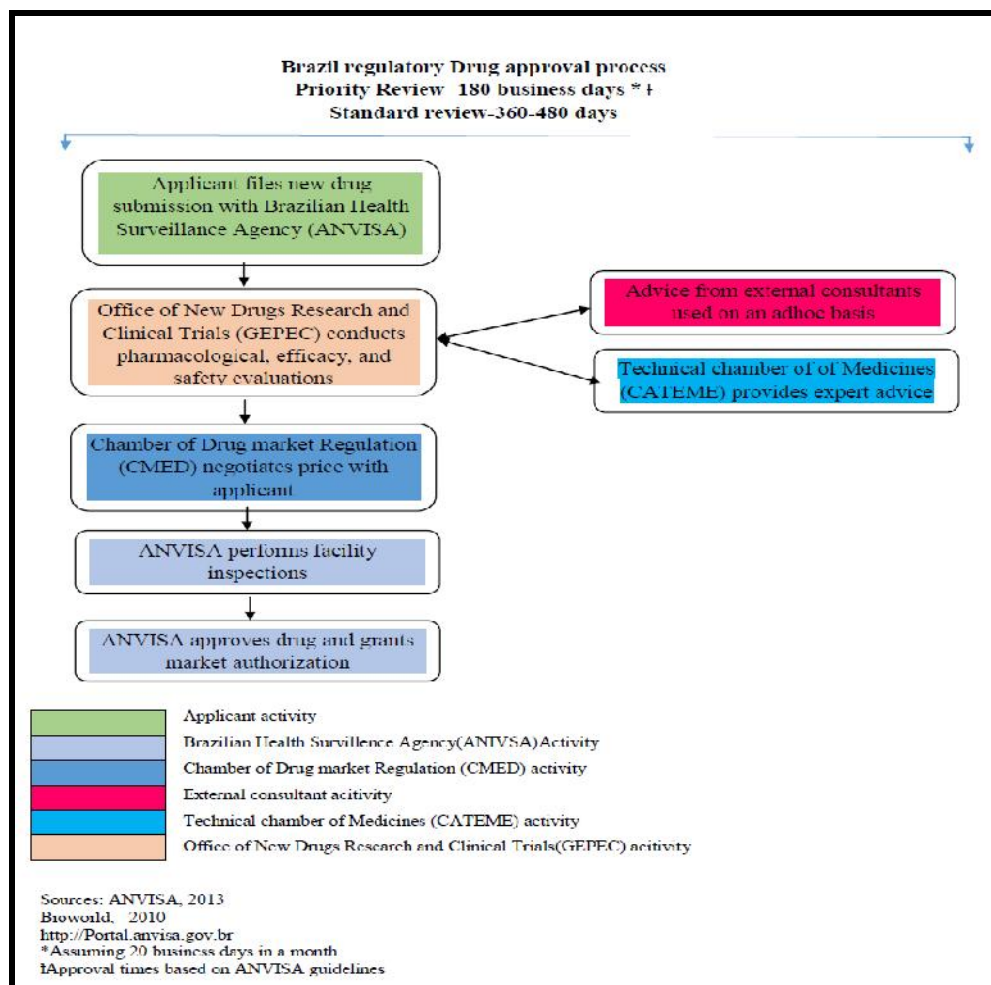 Brazil regulatory Drug approval process
Priority Review  180 business days * ƚ
Standard review-360-480 days
Applicant files new drug
submission with Brazilian Health
Surveillance Agency (ANVISA)
Office of New Drugs Research and
Clinical Trials (GEPEC) conducts
pharmacological, efficacy, and
safety evaluations
Advice from external consultants
used on an adhoc basis
Technical chamber of of Medicines
(CATEME) provides expert advice
Chamber of Drug market Regulation
(CMED) negotiates price with
applicant
ANVISA performs facility
inspections
ANVISA approves drug and grants
market authorization
Applicant activity
Brazilian Health Survillence Agency(ANIVSA)Activity
Chamber of Drug market Regulation (CMED) activity
External consultant acitivity
Technical chamber of Medicines (CATEME) activity
Office of New Drugs Research and Clinical Trials(GEPEC) acitivity
Sources: ANVISA, 2013
Bioworld,  2010
http://Portal.anvisa.gov.br
*Assuming 20 business days in a month
ƚApproval times based on ANVISA guidelines